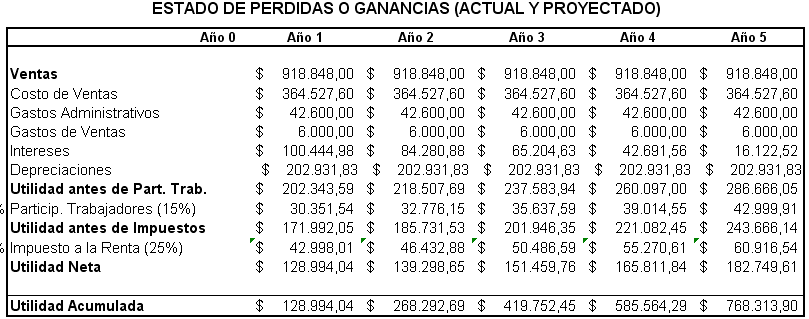 ESTADO DE PERDIDAS O GANANCIAS (ACTUAL Y PROYECTADO)
Año 0 Año 1 Año 2 Año 3 Año 4 Año 5
Ventas $ 918.848,00 $ 918.848,00 $ 918.848,00 $ 918.848,00 $ 918.848,00
Costo de Ventas $ 364.527,60 $ 364.527,60 $ 364.527,60 $ 364.527,60 $ 364.527,60
Gastos Administrativos $ 42.600,00 $ 42.600,00 $ 42.600,00 $ 42.600,00 $ 42.600,00
Gastos de Ventas $ 6.000,00 $ 6.000,00 $ 6.000,00 $ 6.000,00 $ 6.000,00
Intereses $ 100.444,98 $ 84.280,88 $ 65.204,63 $ 42.691,56 $ 16.122,52
Depreciaciones $ 202.931,83 $ 202.931,83 $ 202.931,83 $ 202.931,83 $ 202.931,83
Utilidad antes de Part. Trab. $ 202.343,59 $ 218.507,69 $ 237.583,94 $ 260.097,00 $ 286.666,05
% Particip. Trabajadores (15%) $ 30.351,54 $ 32.776,15 $ 35.637,59 $ 39.014,55 $ 42.999,91
Utilidad antes de Impuestos $ 171.992,05 $ 185.731,53 $ 201.946,35 $ 221.082,45 $ 243.666,14
% Impuesto a la Renta (25%) $ 42.998,01 $ 46.432,88 $ 50.486,59 $ 55.270,61 $ 60.916,54
Utilidad Neta $ 128.994,04 $ 139.298,65 $ 151.459,76 $ 165.811,84 $ 182.749,61
Utilidad Acumulada $ 128.994,04 $ 268.292,69 $ 419.752,45 $ 585.564,29 $ 768.313,90